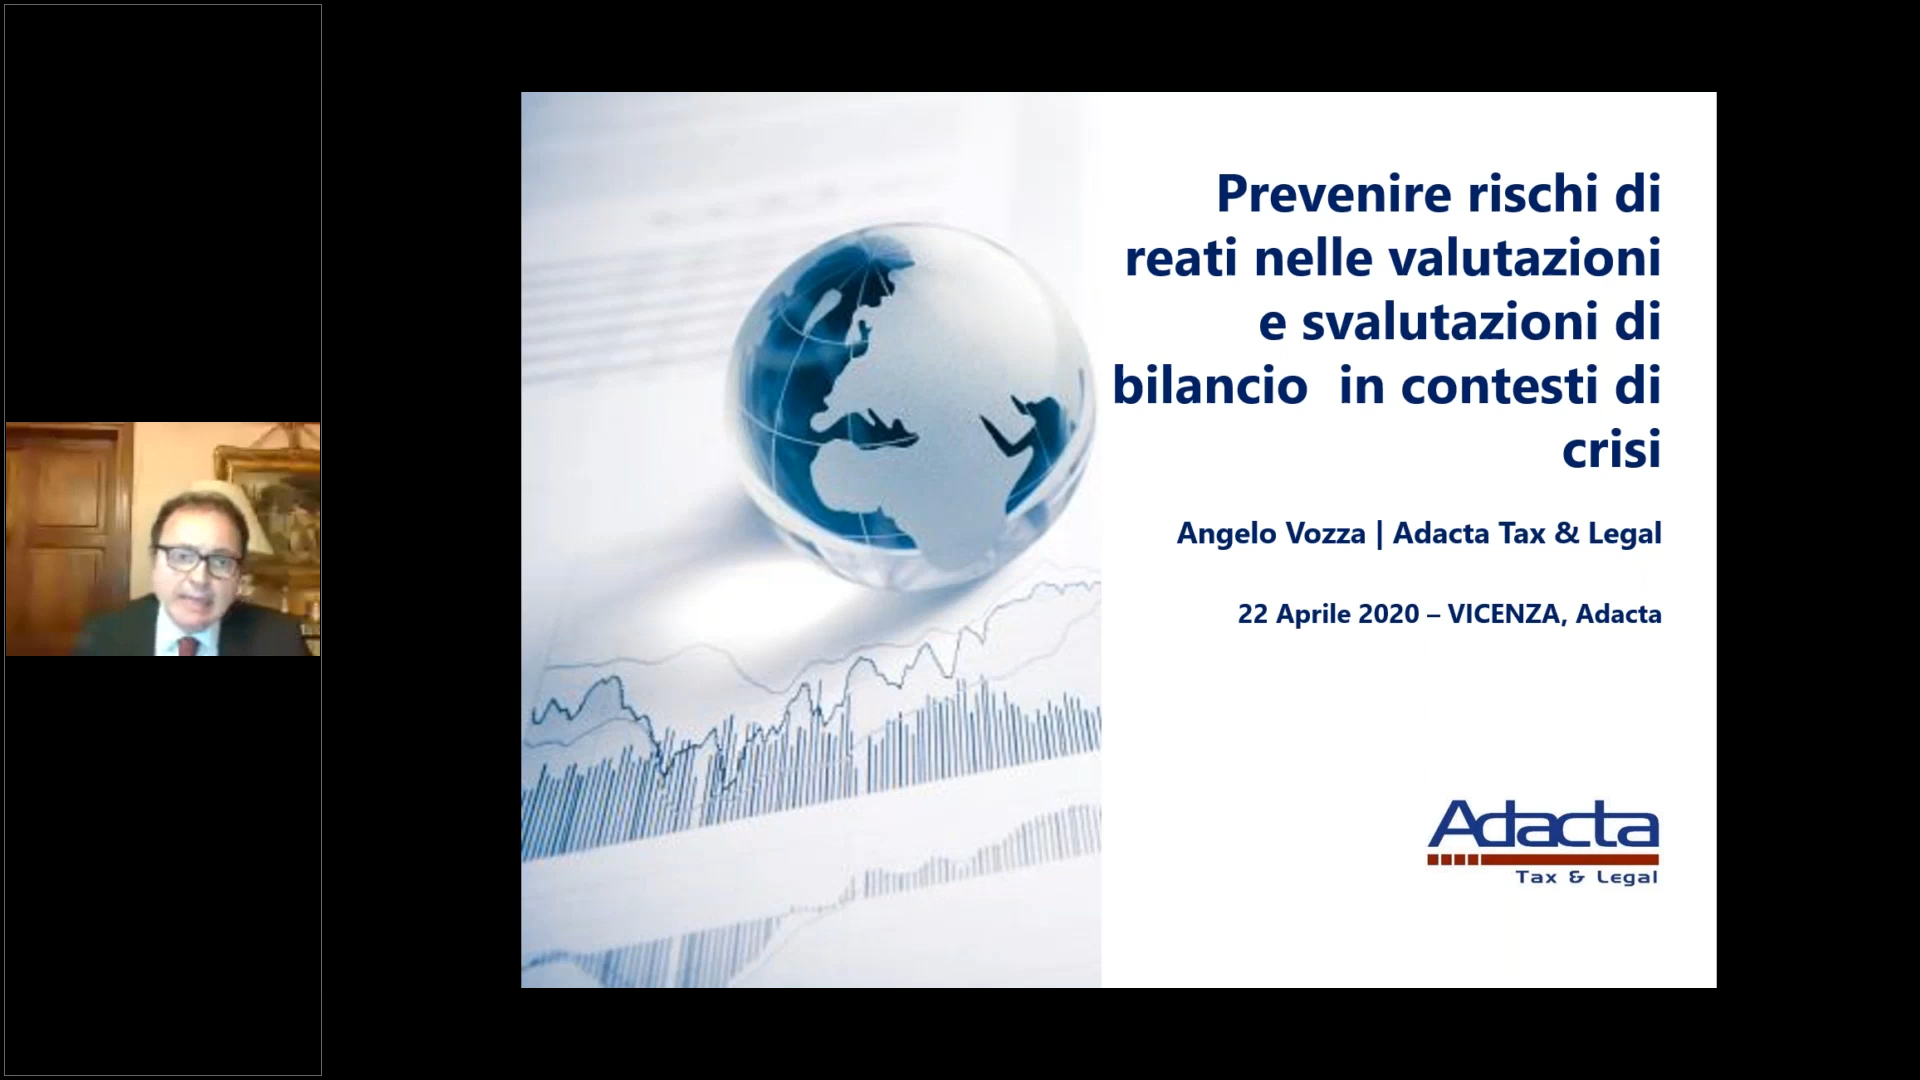 Prevenire rischi di
reati nelle valutazioni
e svalutazioni di
bilancio  in contesti di
crisi
Angelo Vozza | Adacta Tax & Legal
22 Aprile 2020 – VICENZA, Adacta
Adacta
Tax & Legal